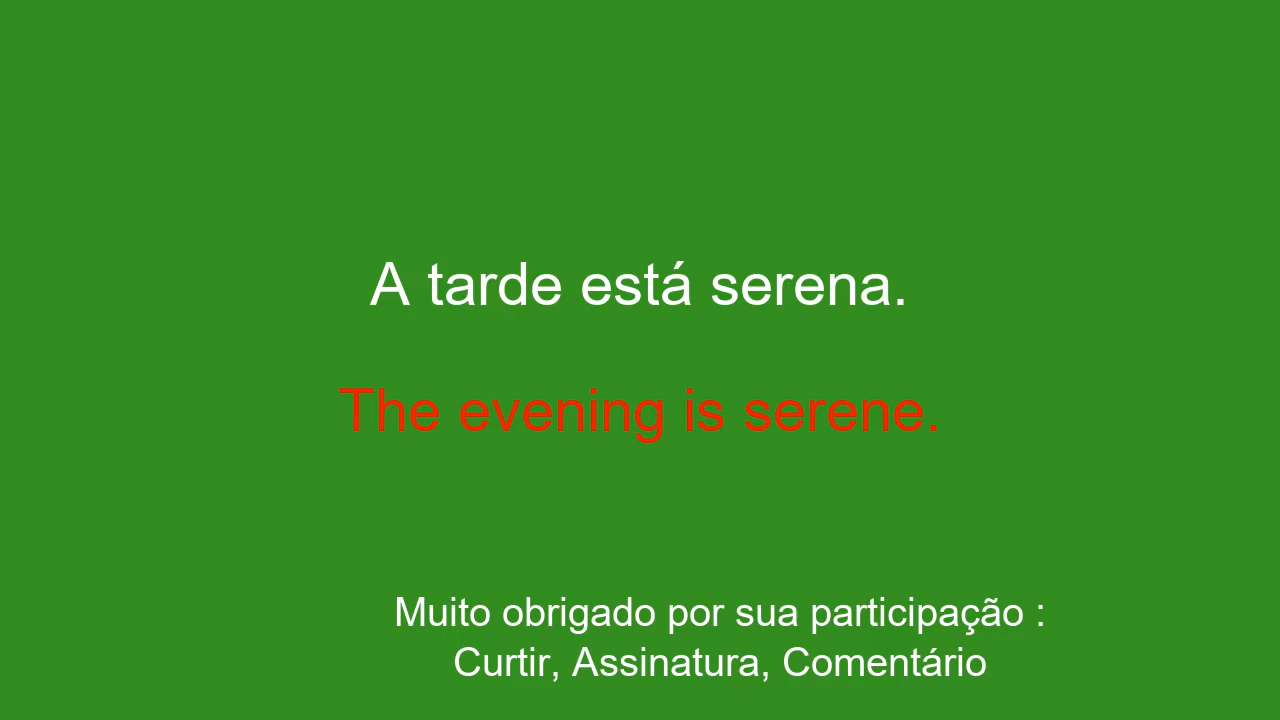 A tarde está serena.
The evening is serene.
Muito obrigado por sua participação :
Curtir, Assinatura, Comentário